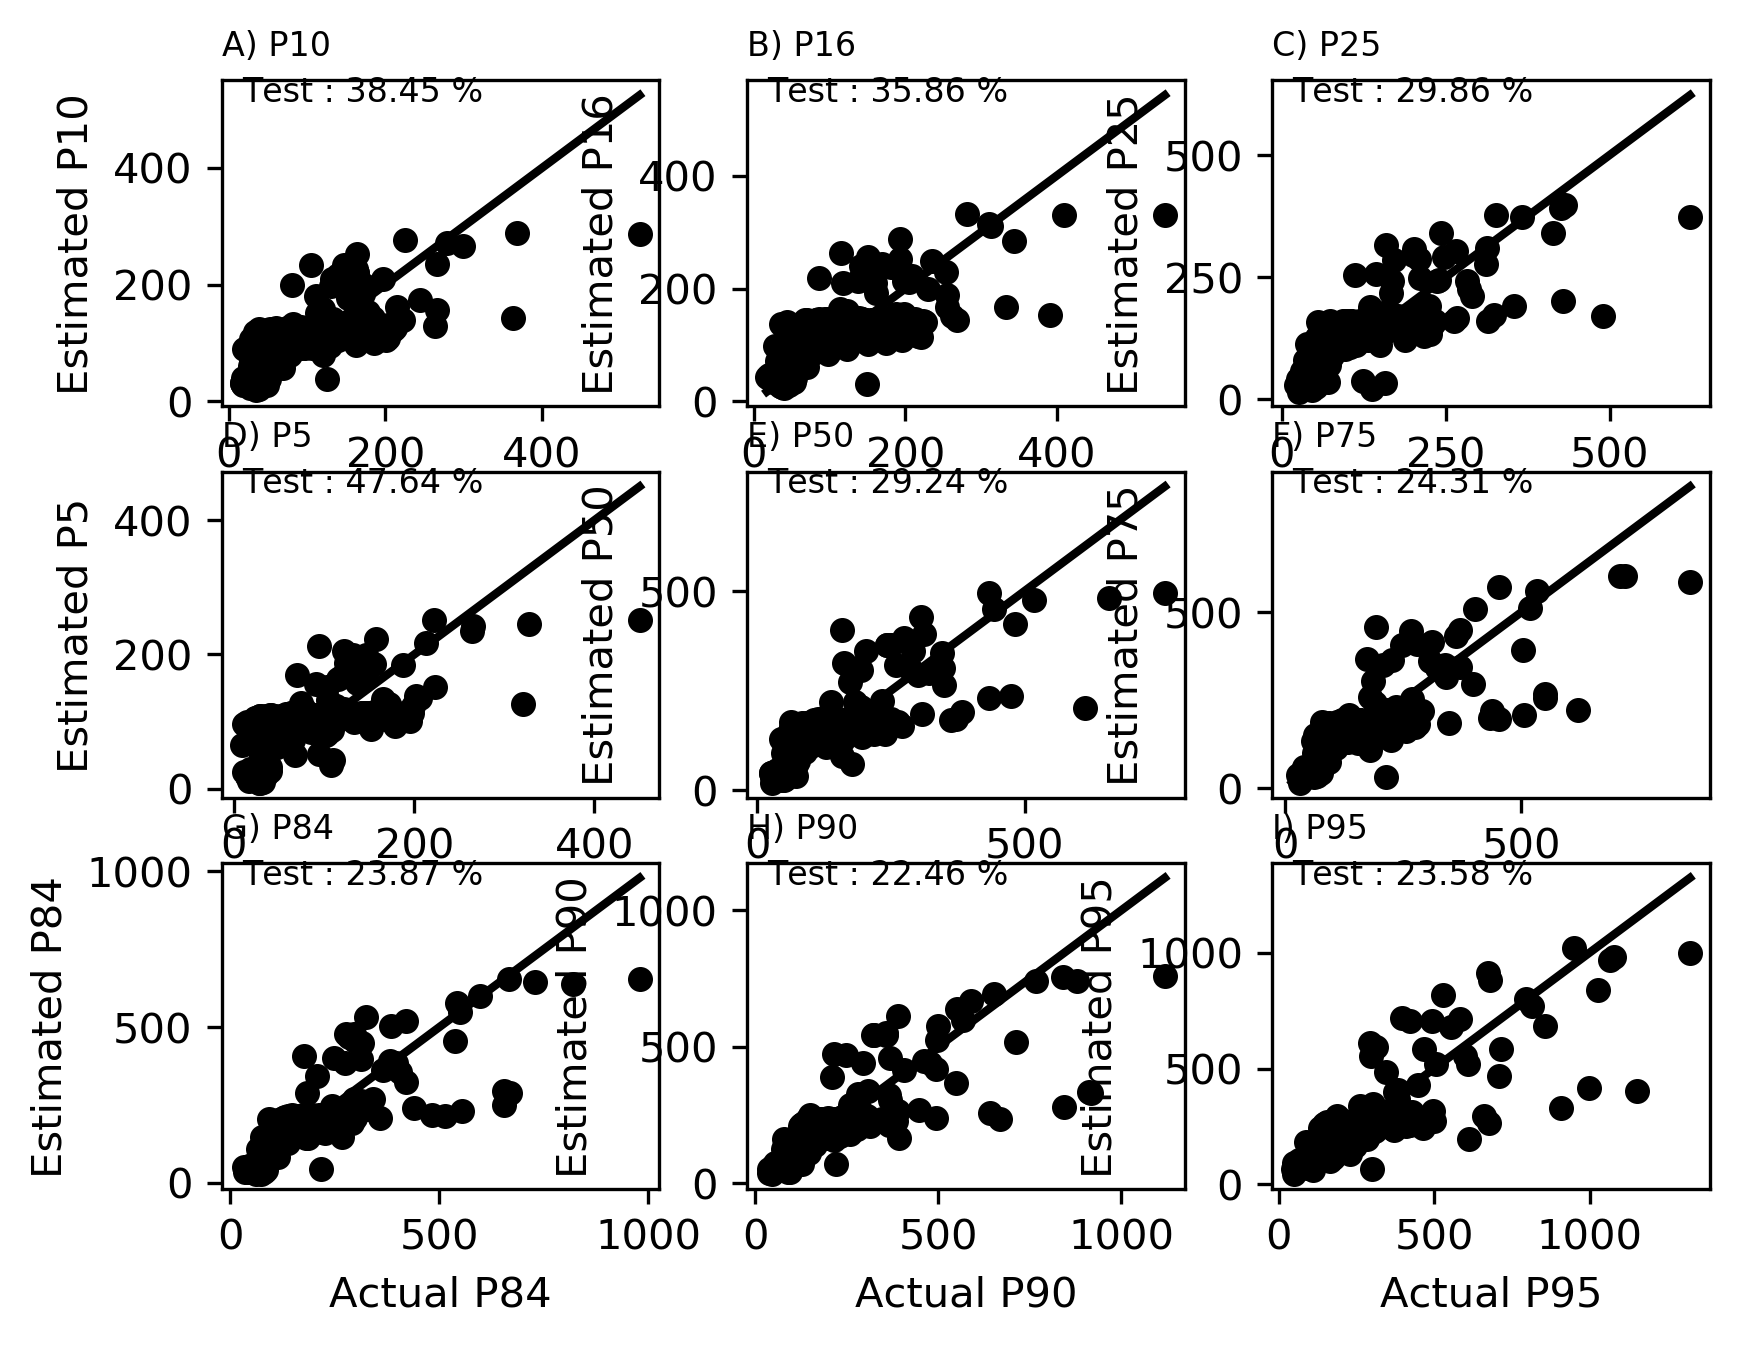 A) P10
Test : 38.45 %
Estimated P10
400
200
0
0
200
400
B) P16
Test : 35.86 %
Estimated P16
400
200
0
0
200
400
C) P25
Test : 29.86 %
Estimated P25
500
250
0
0
250
500
D) P5
Test : 47.64 %
Estimated P5
400
200
0
0
200
400
E) P50
Test : 29.24 %
Estimated P50
500
0
0
500
F) P75
Test : 24.31 %
Estimated P75
500
0
0
500
G) P84
Test : 23.87 %
Estimated P84
1000
500
0
0
500
1000
Actual P84
H) P90
Test : 22.46 %
Estimated P90
1000
500
0
0
500
1000
Actual P90
I) P95
Test : 23.58 %
Estimated P95
1000
500
0
0
500
1000
Actual P95